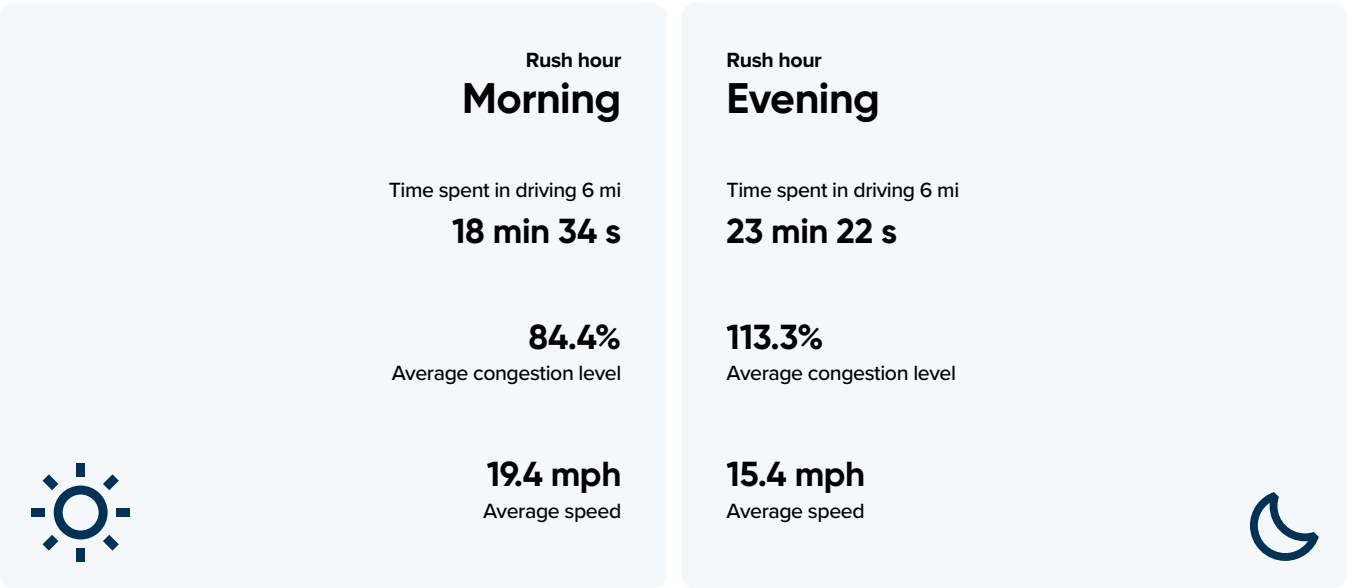 Rush hour
Morning
Time spent in driving 6 mi
18 min 34 s
84.4%
Average congestion level
19.4 mph
Average speed
Rush hour
Evening
Time spent in driving 6 mi
23 min 22 s
113.3%
Average congestion level
15.4 mph
Average speed